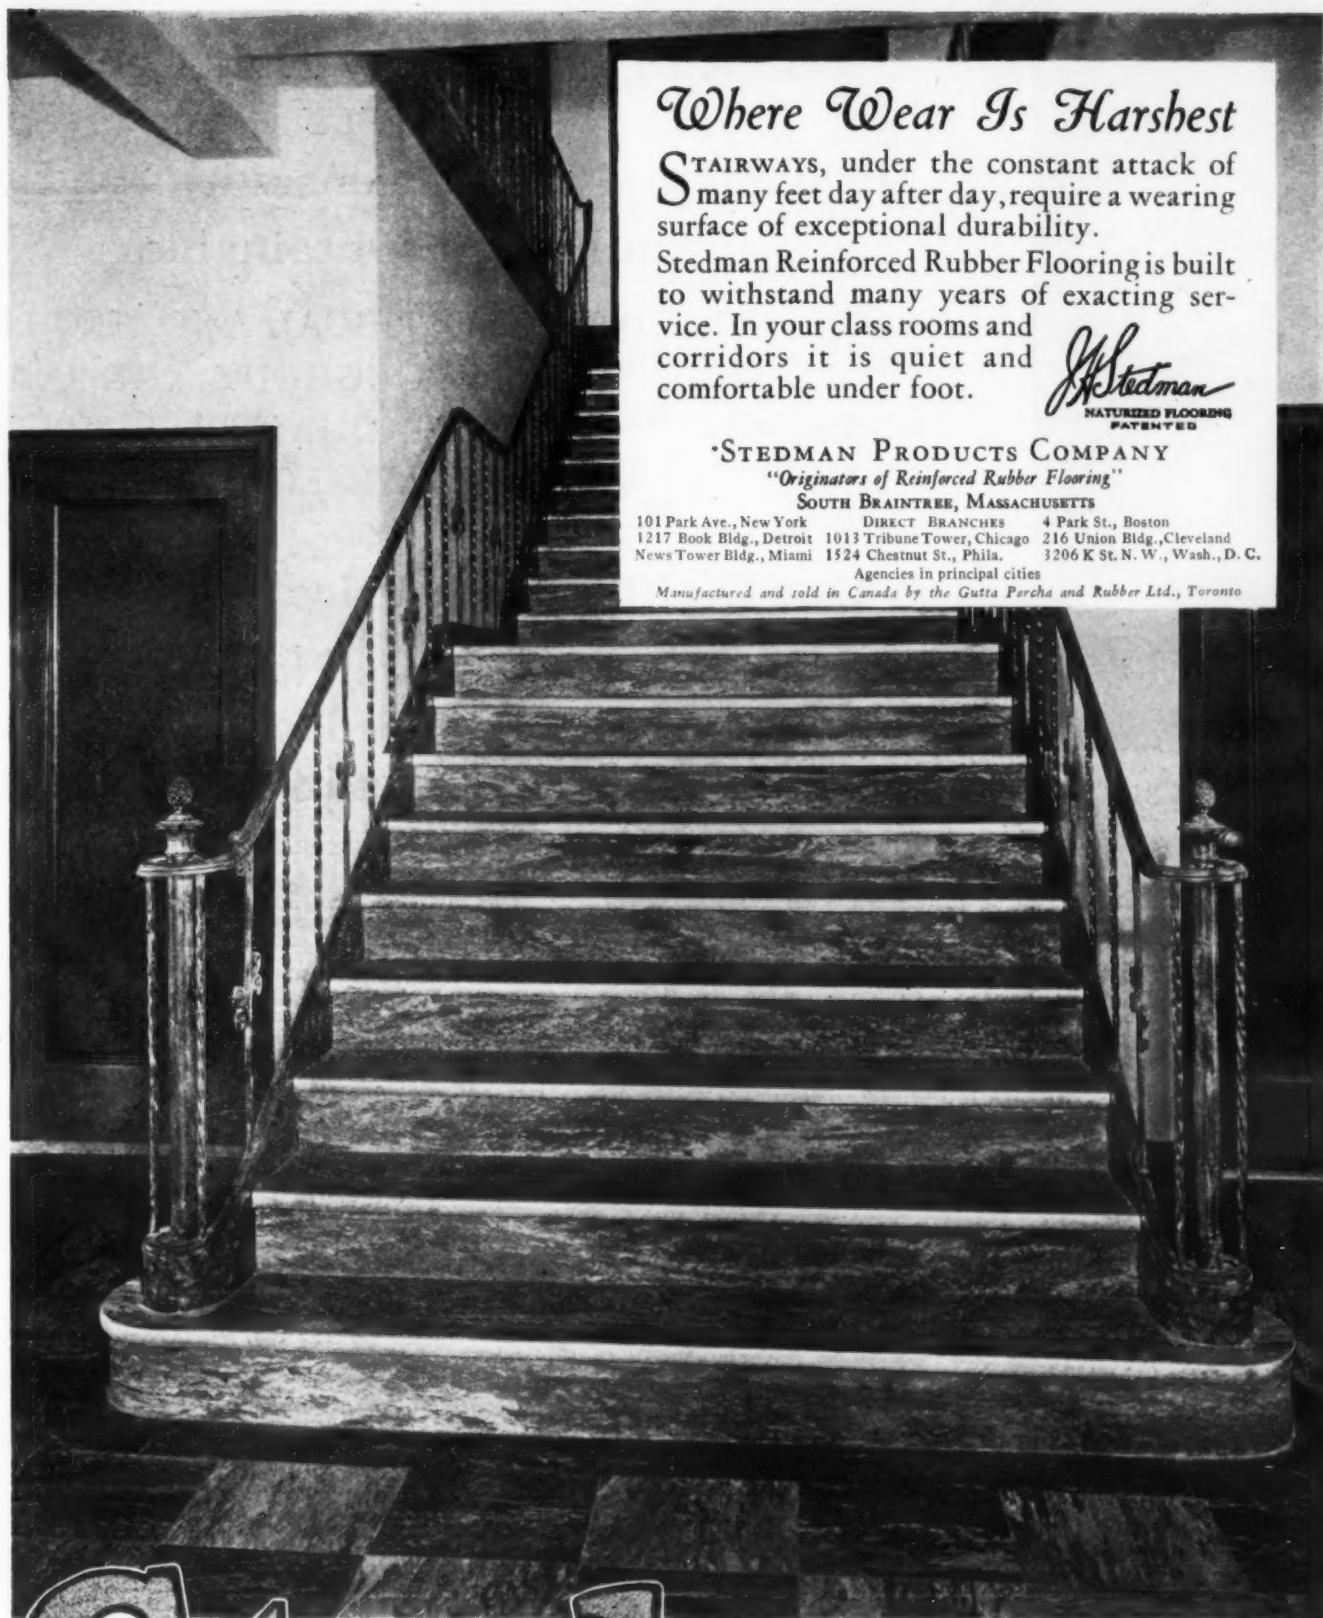 Where Wear Is Harshest
STAIRWAYS, under the constant attack of
many feet day after day, require a wearing
surface of exceptional durability.
Stedman Reinforced Rubber Flooring is built
to withstand many years of exacting ser-
vice. In your class rooms and
corridors it is quiet and
comfortable under foot.
JHStedman
NATURIZED FLOORING
PATENTED
STEDMAN PRODUCTS COMPANY
"Originators of Reinforced Rubber Flooring"
SOUTH BRAINTREE, MASSACHUSETTS
DIRECT BRANCHES
101 Park Ave., New York 4 Park St., Boston
1217 Book Bldg., Detroit 1013 Tribune Tower, Chicago 216 Union Bldg., Cleveland
News Tower Bldg., Miami 1524 Chestnut St., Phila. 3206 K St. N. W., Wash., D. C.
Agencies in principal cities
Manufactured and sold in Canada by the Gutta Percha and Rubber Ltd., Toronto